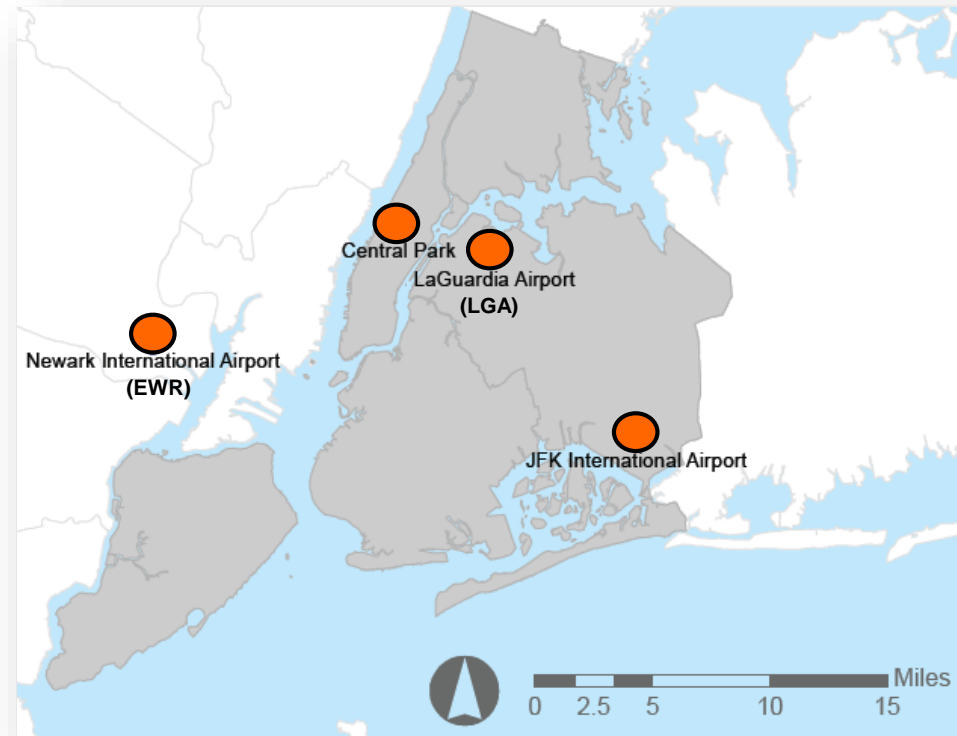 Central Park
LaGuardia Airport
(LGA)
Newark International Airport
(EWR)
JFK International Airport
Miles
0 2.5 5 10 15